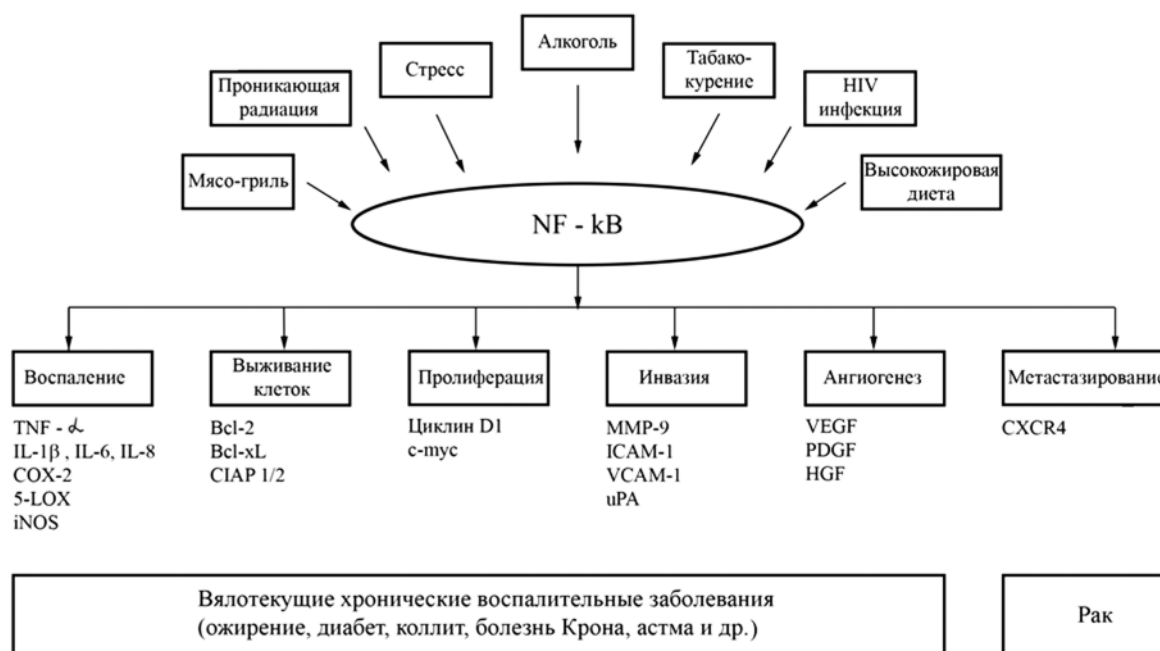 Алкоголь
Стресс
Табако-
курение
Проникающая
радиация
HIV
инфекция
Мясо-гриль
Высокожировая
диета
NF - kB
Воспаление
Выживание
клеток
Пролиферация
Инвазия
Ангиогенез
Метастазирование
TNF - α
IL-1β , IL-6, IL-8
COX-2
5-LOX
iNOS
Bcl-2
Bcl-xL
CIAP 1/2
Циклин D1
c-myc
MMP-9
ICAM-1
VCAM-1
uPA
VEGF
PDGF
HGF
CXCR4
Вялотекущие хронические воспалительные заболевания
(ожирение, диабет, коллит, болезнь Крона, астма и др.)
Рак